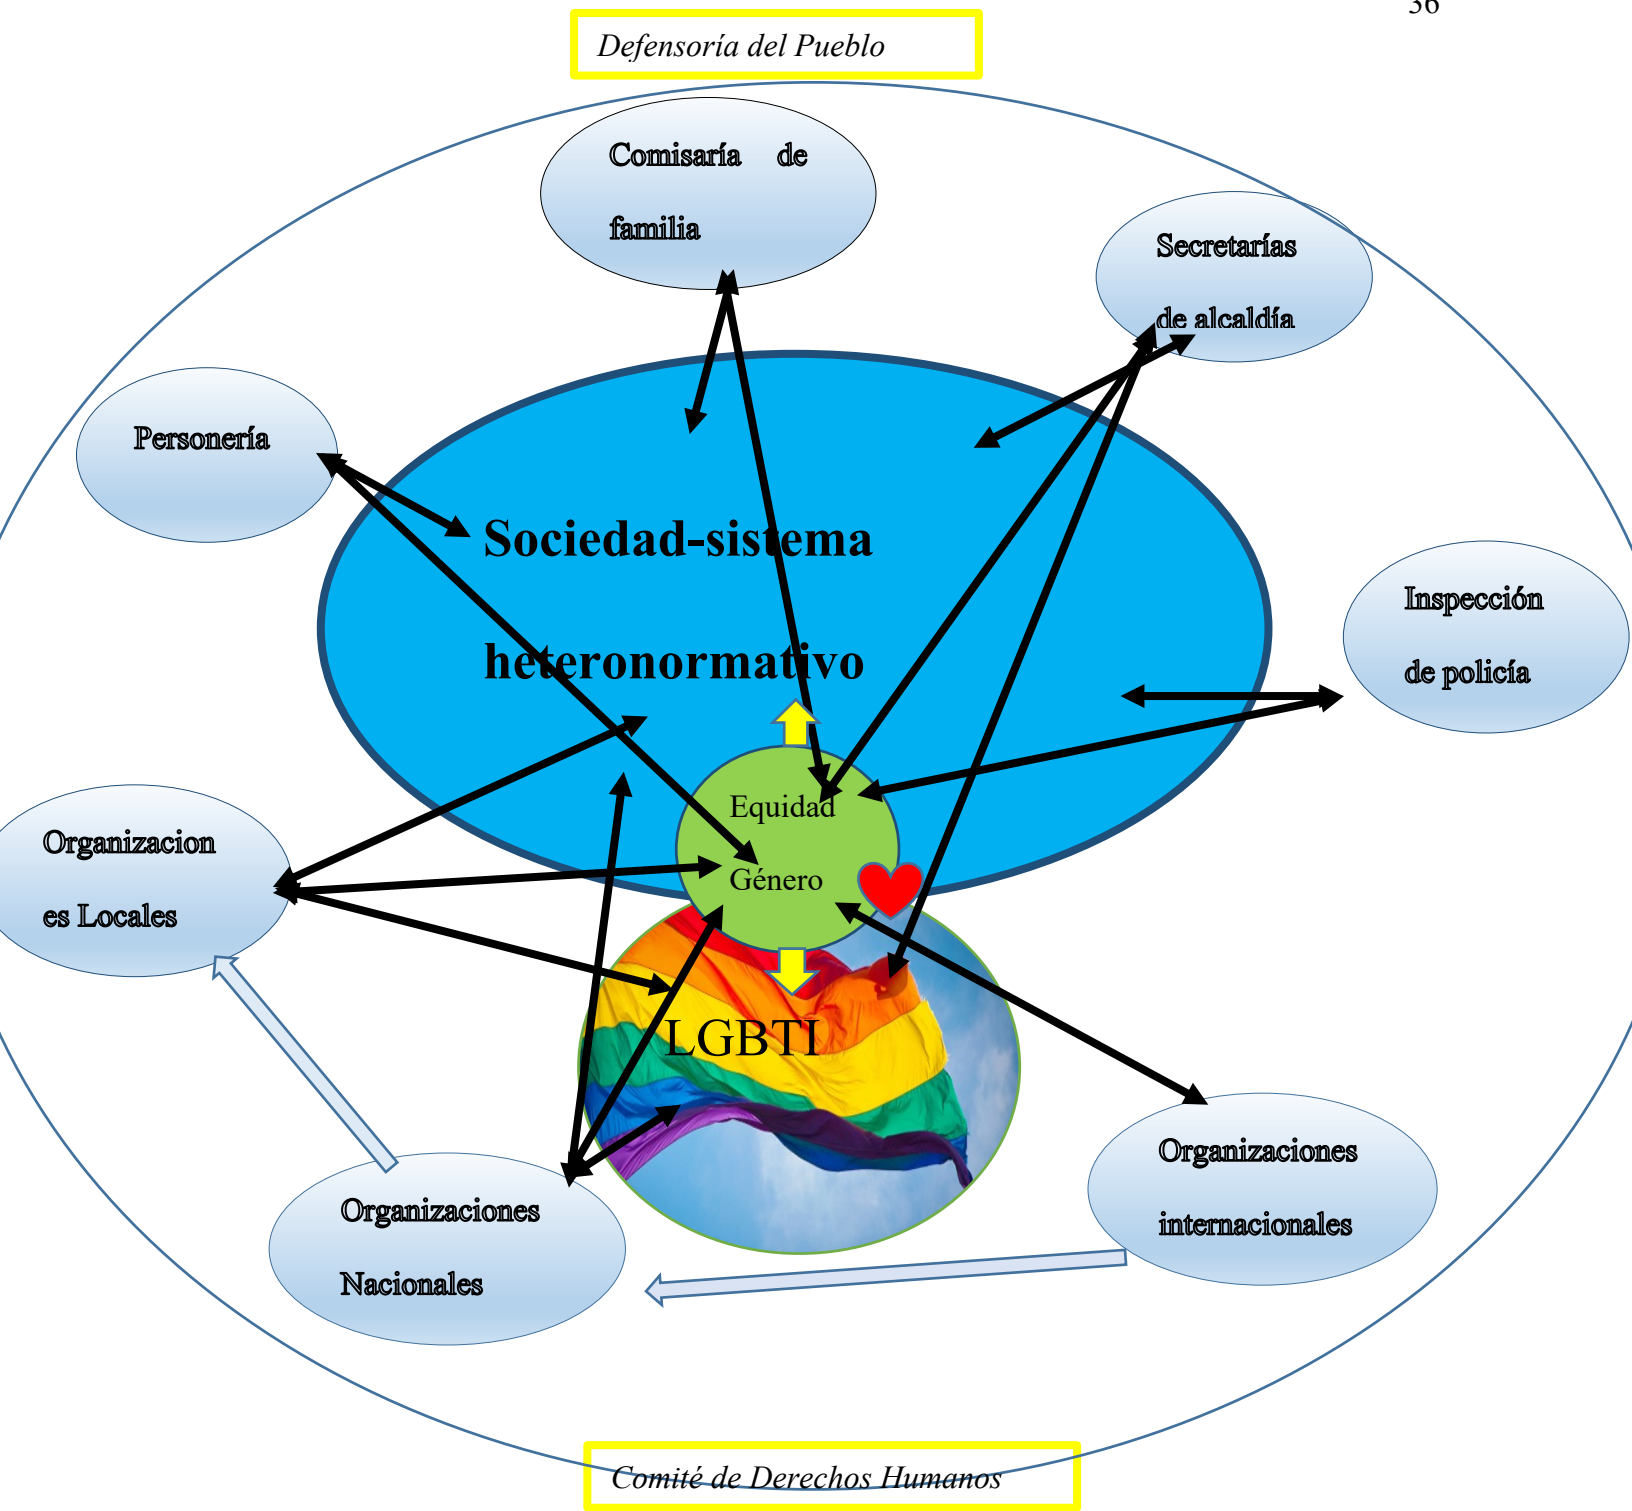 36
Defensoría del Pueblo
Comisaría de
familia
Secretarías
de alcaldía
Personería
Sociedad-sistema
heteronormativo
Inspección
de policía
Equidad
Género
Organizacion
es Locales
LGBTI
Organizaciones
internacionales
Organizaciones
Nacionales
Comité de Derechos Humanos